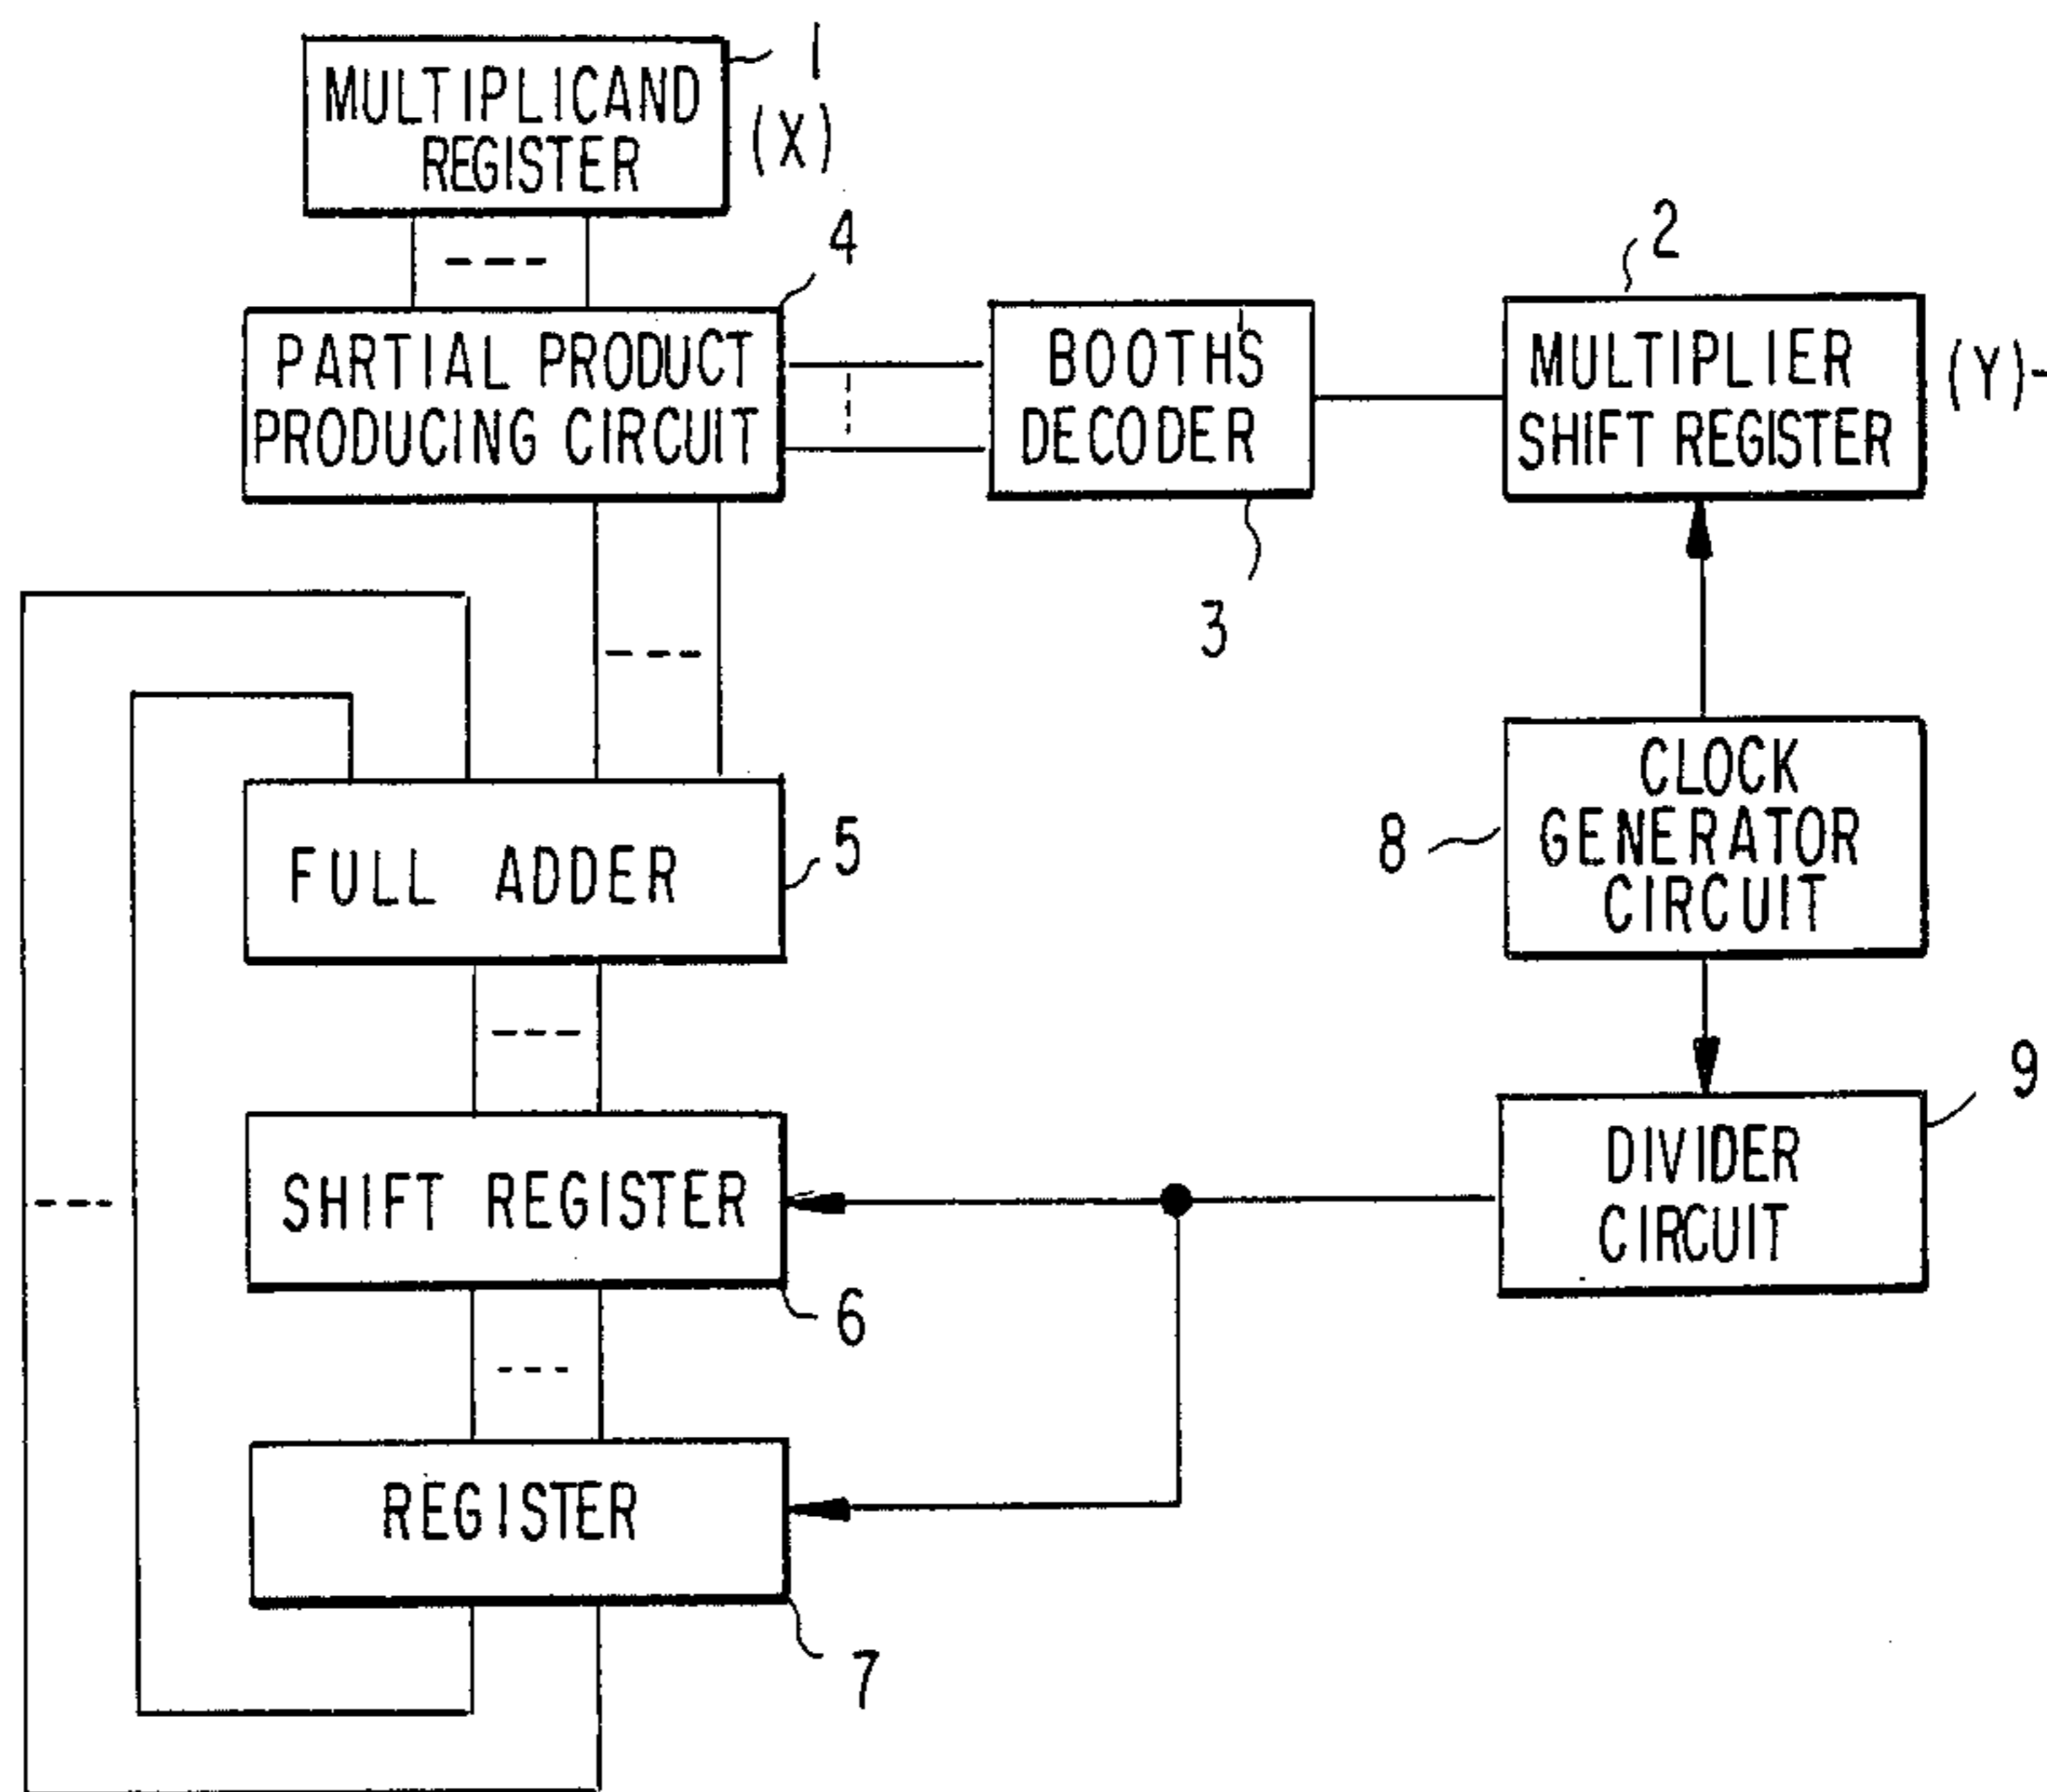 1
MULTIPLICAND
REGISTER
(X)
4
2
PARTIAL PRODUCT
PRODUCING CIRCUIT
BOOTH'S
DECODER
MULTIPLIER
SHIFT REGISTER
(Y)
3
FULL ADDER
5
8
CLOCK
GENERATOR
CIRCUIT
9
SHIFT REGISTER
6
DIVIDER
CIRCUIT
REGISTER
7